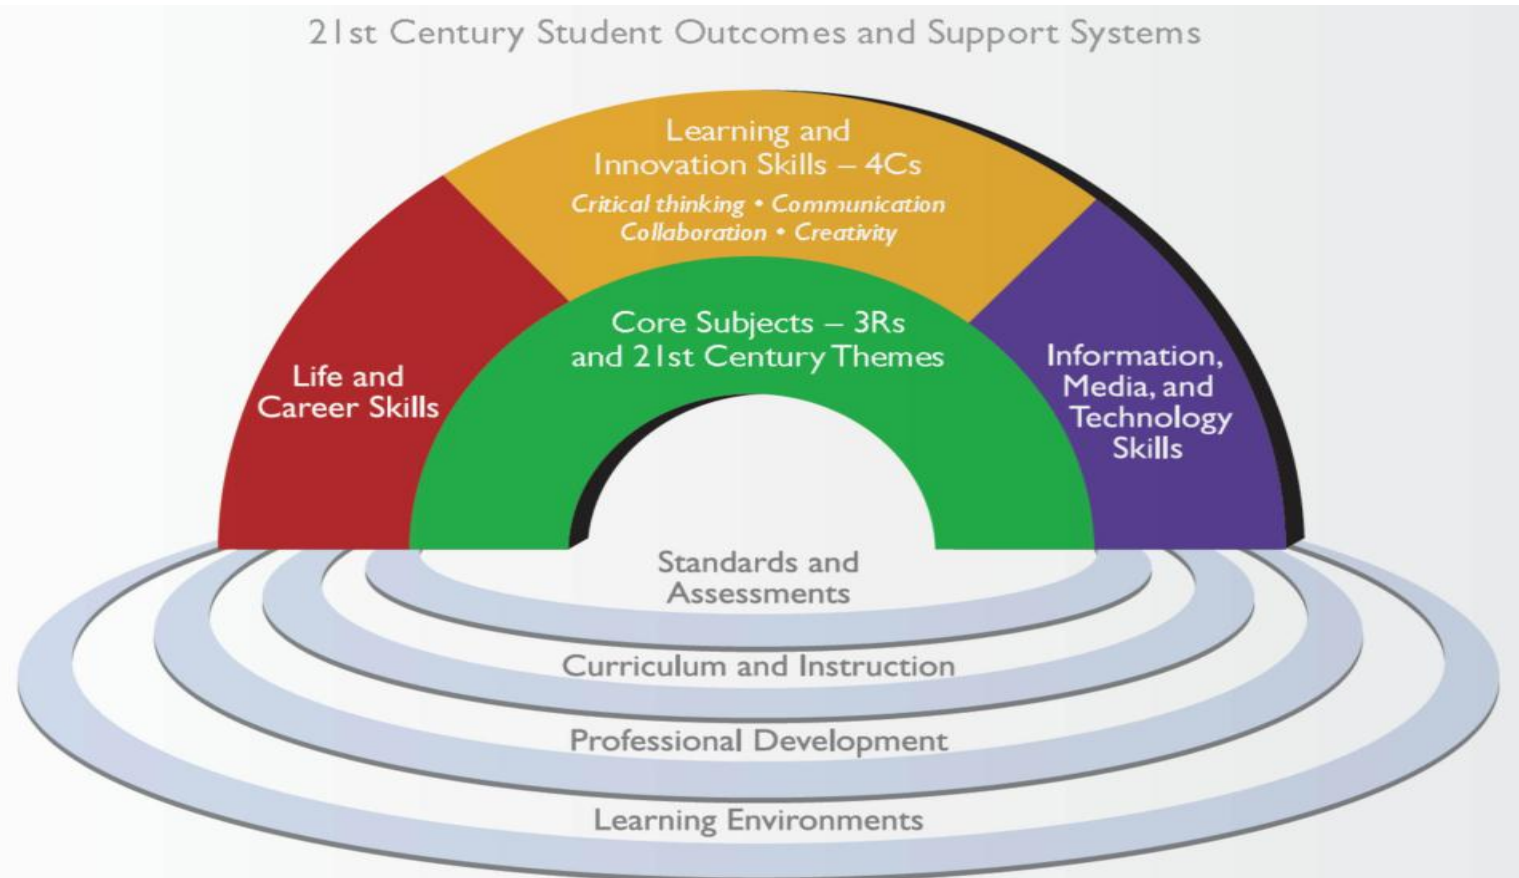 21st Century Student Outcomes and Support Systems
Learning and
Innovation Skills – 4Cs
Critical thinking • Communication
Collaboration • Creativity
Core Subjects – 3Rs
and 21st Century Themes
Life and
Career Skills
Information,
Media, and
Technology
Skills
Standards and
Assessments
Curriculum and Instruction
Professional Development
Learning Environments